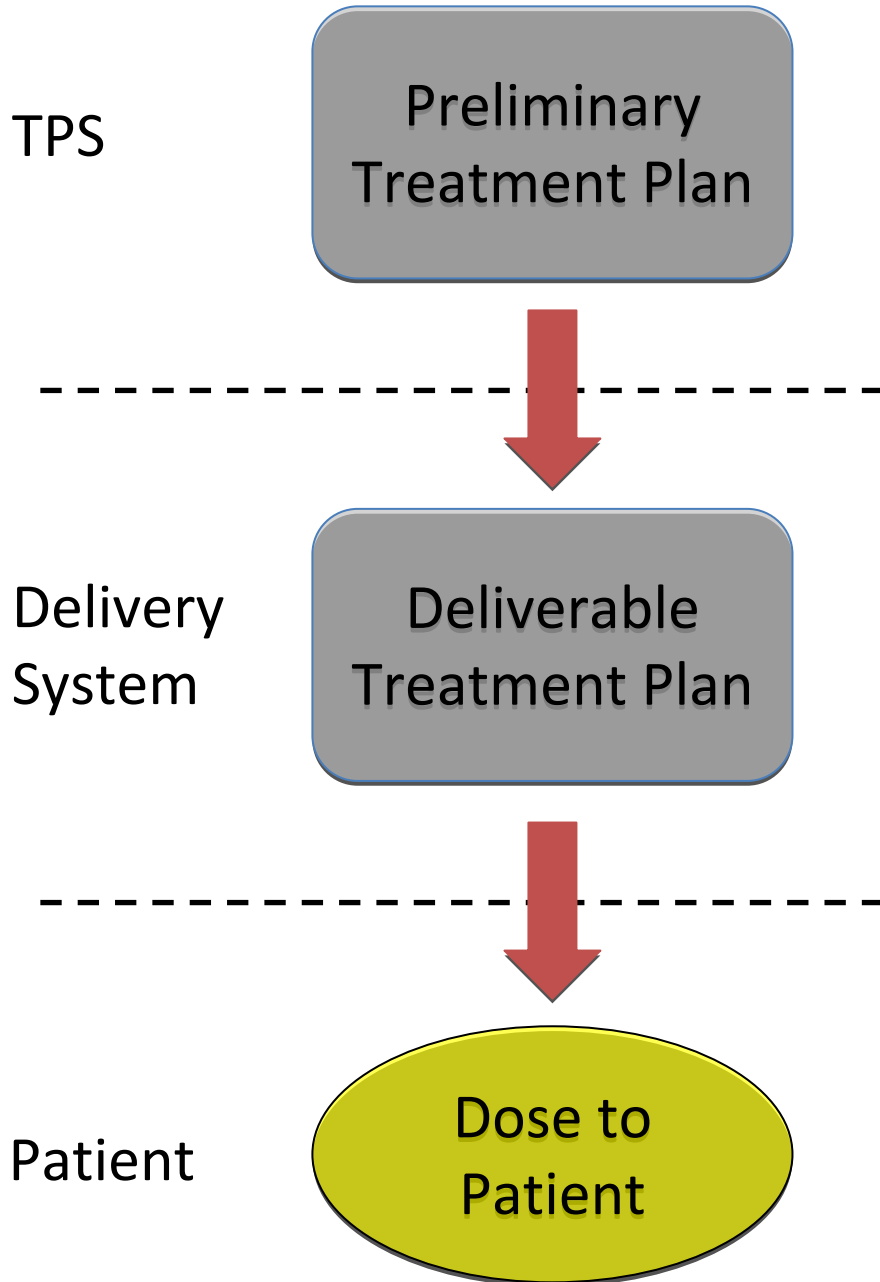 TPS
Preliminary
Treatment Plan
Delivery
System
Deliverable
Treatment Plan
Patient
Dose to
Patient